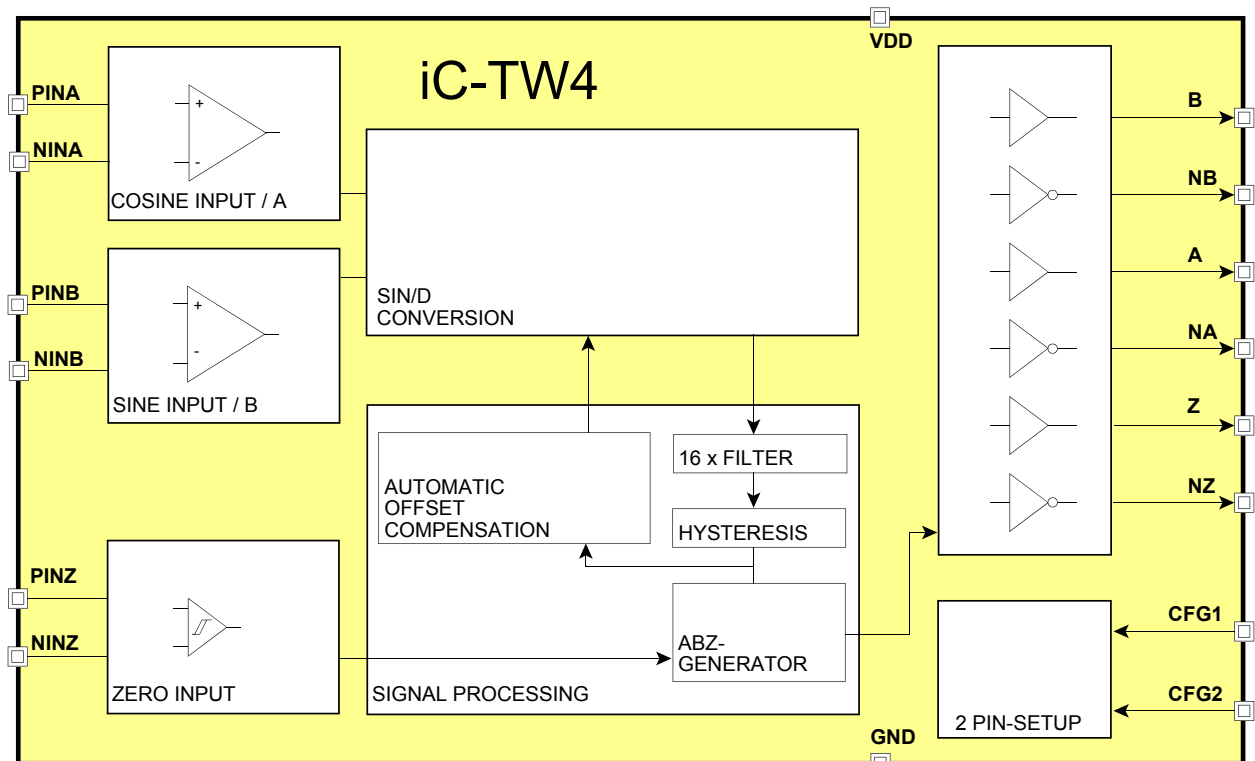 iC-TW4
VDD
PINA
NINA
+
-
COSINE INPUT / A
PINB
NINB
+
-
SINE INPUT / B
PINZ
NINZ
ZERO INPUT
SIN/D
CONVERSION
AUTOMATIC
OFFSET
COMPENSATION
16 x FILTER
HYSTERESIS
ABZ-
GENERATOR
SIGNAL PROCESSING
B
NB
A
NA
Z
NZ
CFG1
CFG2
2 PIN-SETUP
GND